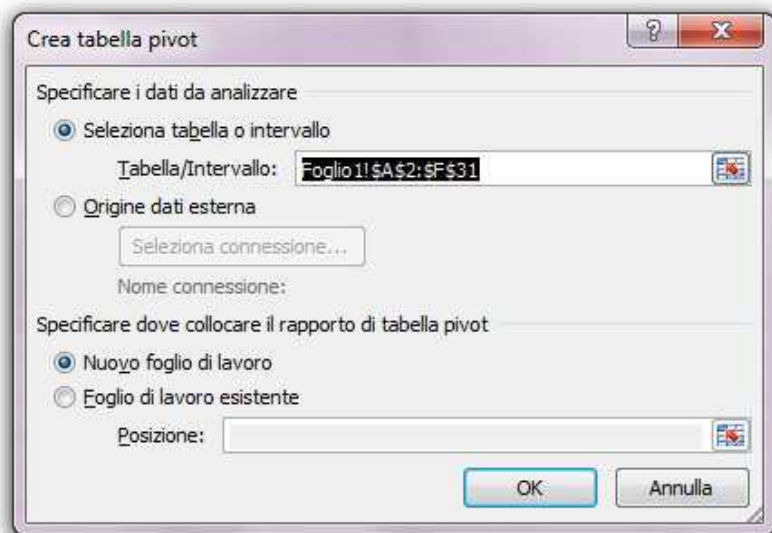 Crea tabella pivot
Specificare i dati da analizzare
Seleziona tabella o intervallo
Tabella/Intervallo: Foglio1!$A$2:$F$31
Origine dati esterna
Seleziona connessione...
Nome connessione:
Specificare dove collocare il rapporto di tabella pivot
Nuovo foglio di lavoro
Foglio di lavoro esistente
Posizione:
OK Annulla